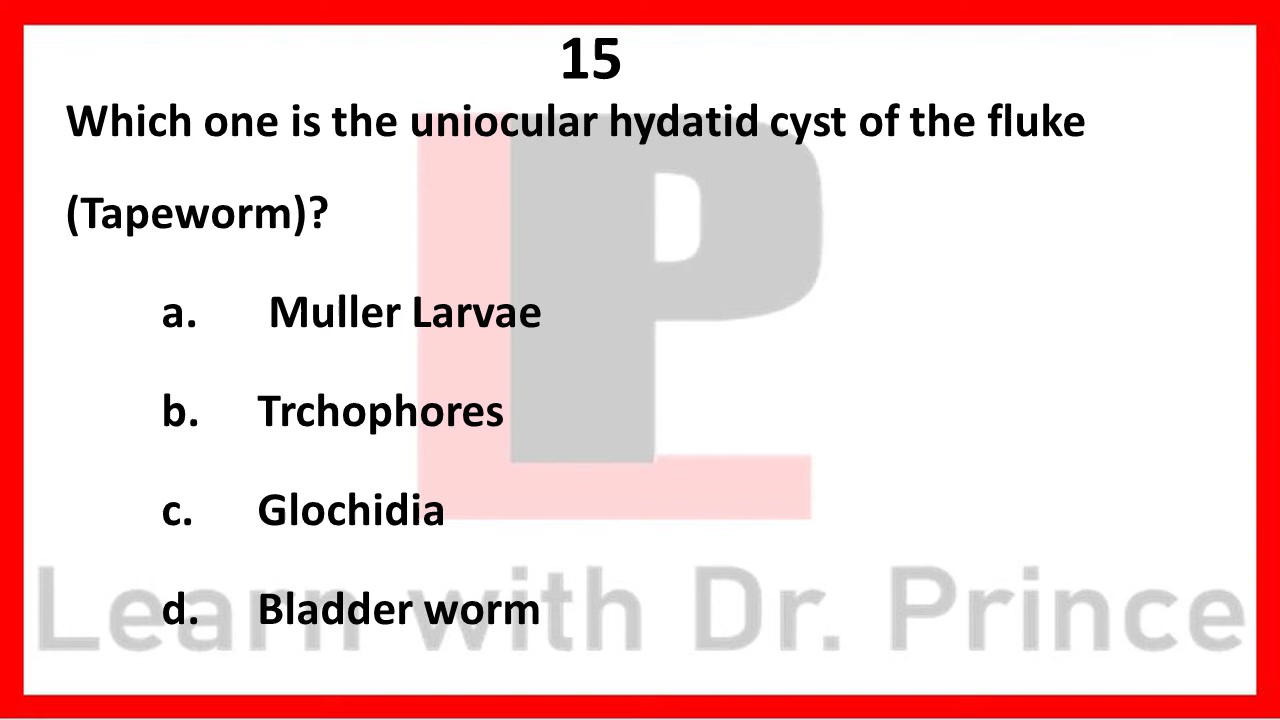 15
Which one is the uniocular hydatid cyst of the fluke
(Tapeworm)?
a. Muller Larvae
b. Trchophores
c. Glochidia
d. Bladder worm
LP
Learn with Dr. Prince